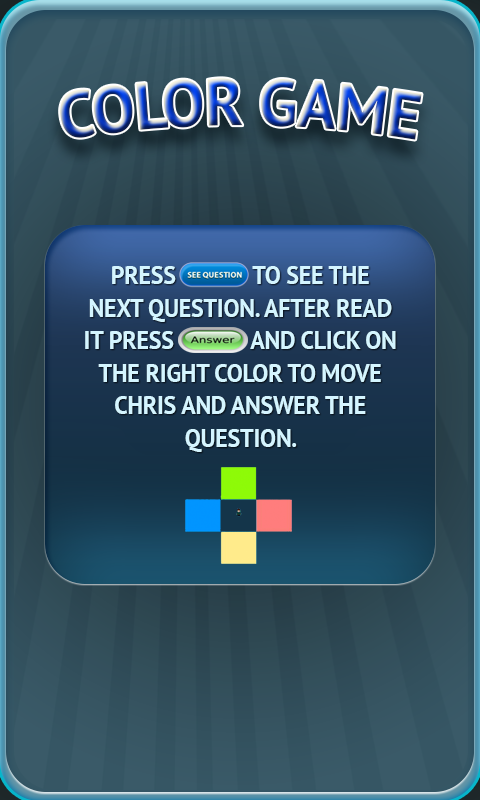 COLOR GAME
PRESS SEE QUESTION TO SEE THE
NEXT QUESTION. AFTER READ
IT PRESS Answer AND CLICK ON
THE RIGHT COLOR TO MOVE
CHRIS AND ANSWER THE
QUESTION.